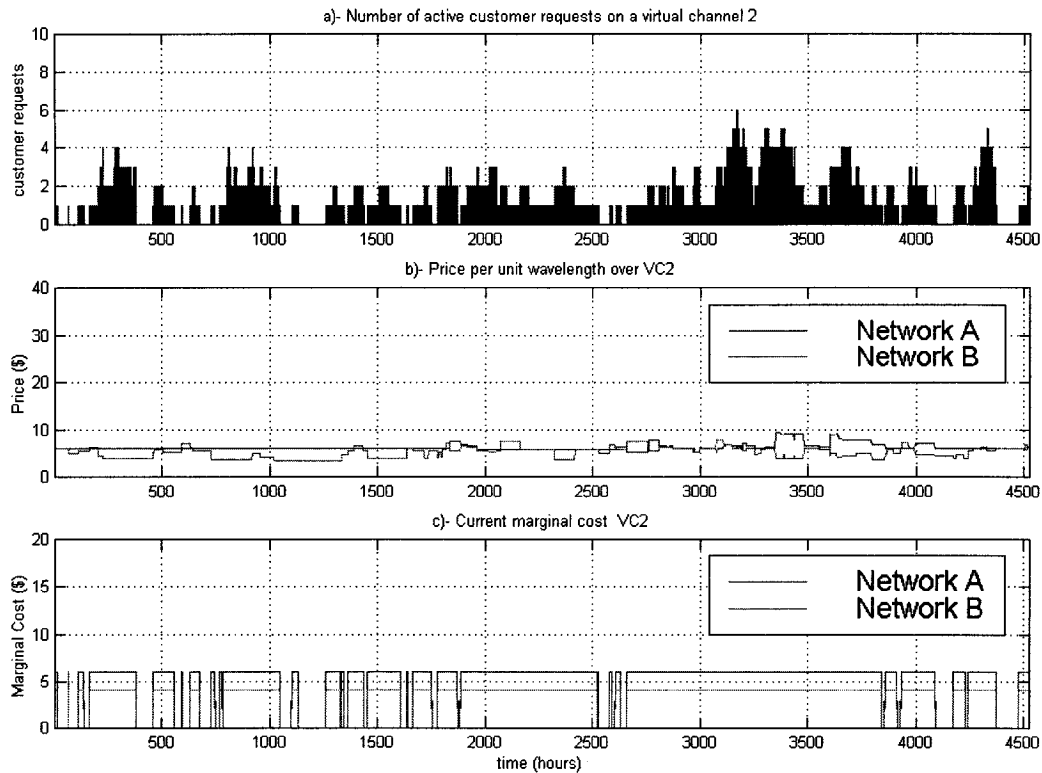 a)- Number of active customer requests on a virtual channel 2
customer requests
10
8
6
4
2
0
500 1000 1500 2000 2500 3000 3500 4000 4500
b)- Price per unit wavelength over VC2
Price ($)
40
30
20
10
0
Network A
Network B
500 1000 1500 2000 2500 3000 3500 4000 4500
c)- Current marginal cost VC2
Marginal Cost ($)
20
15
10
5
0
Network A
Network B
500 1000 1500 2000 2500 3000 3500 4000 4500
time (hours)